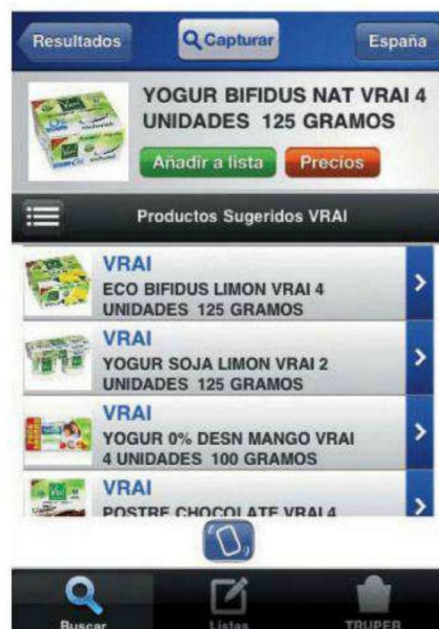 Resultados
Capturar
España
YOGUR BIFIDUS NAT VRAI 4
UNIDADES 125 GRAMOS
Añadir a lista
Precios
Productos Sugeridos VRAI
VRAI
ECO BIFIDUS LIMON VRAI 4
UNIDADES 125 GRAMOS
VRAI
YOGUR SOJA LIMON VRAI 2
UNIDADES 125 GRAMOS
VRAI
YOGUR 0% DESN MANGO VRAI
4 UNIDADES 100 GRAMOS
VRAI
POSTRE CHOCOLATE VRAI 4
Buscar
Listas
TRUPER